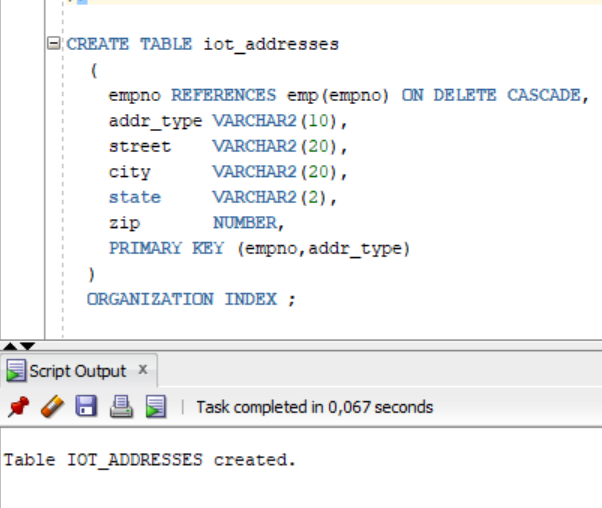 CREATE TABLE iot_addresses
(
empno REFERENCES emp(empno) ON DELETE CASCADE,
addr_type VARCHAR2(10),
street VARCHAR2(20),
city VARCHAR2(20),
state VARCHAR2(2),
zip NUMBER,
PRIMARY KEY (empno,addr_type)
)
ORGANIZATION INDEX ;
Script Output x
| Task completed in 0,067 seconds
Table IOT_ADDRESSES created.